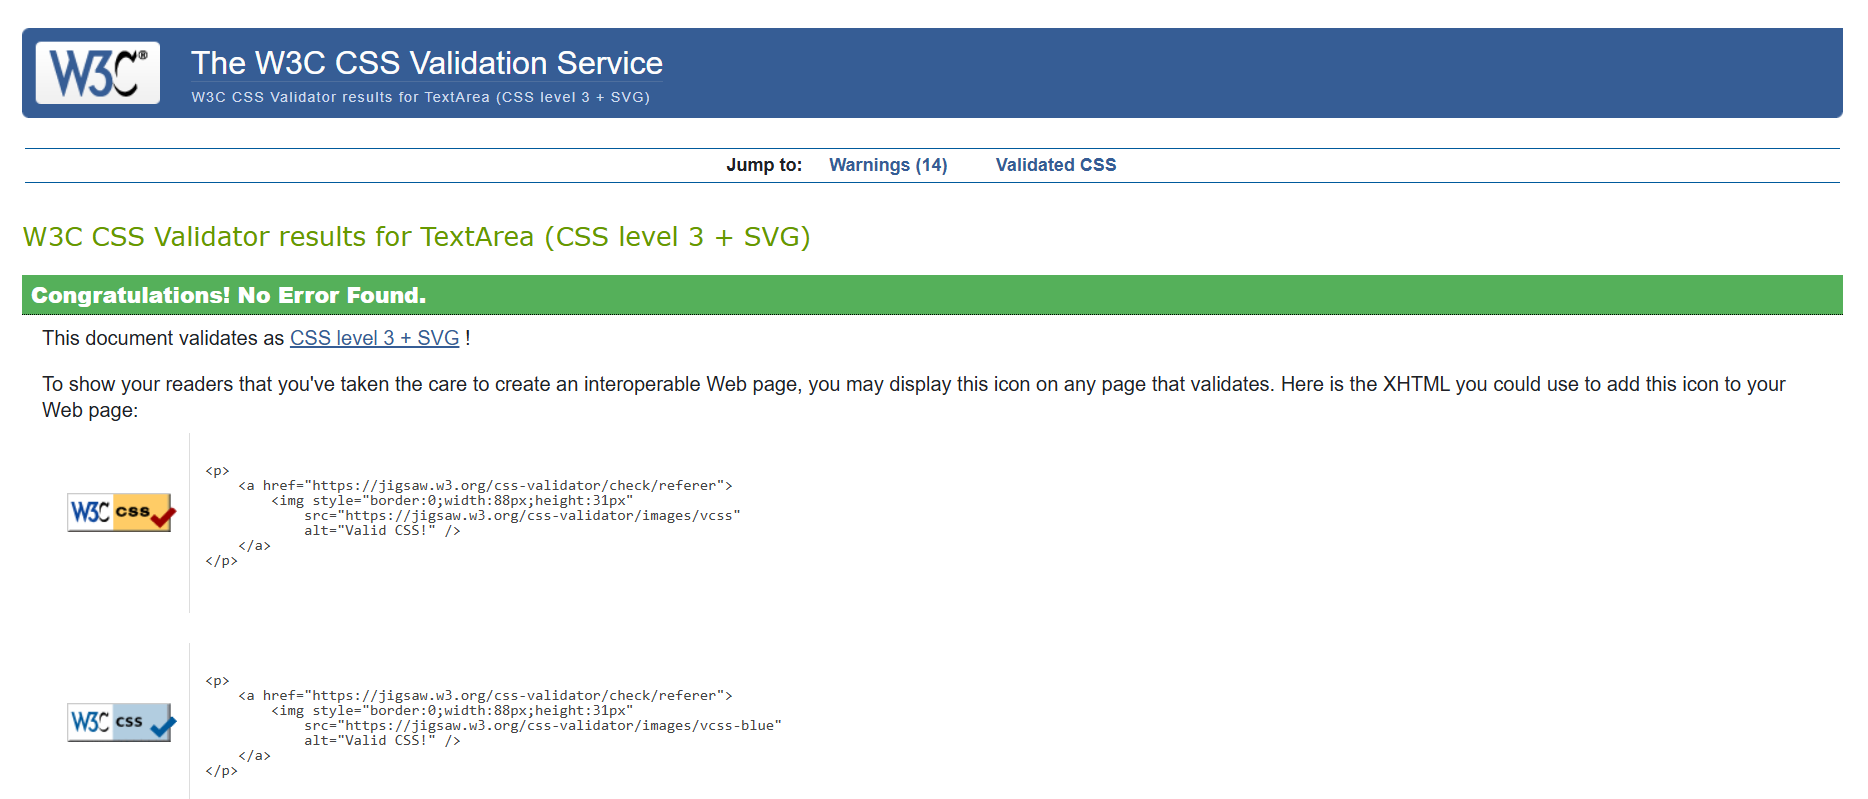 W3C®
The W3C CSS Validation Service
W3C CSS Validator results for TextArea (CSS level 3 + SVG)
Jump to: Warnings (14) Validated CSS
W3C CSS Validator results for TextArea (CSS level 3 + SVG)
Congratulations! No Error Found.
This document validates as CSS level 3 + SVG !
To show your readers that you've taken the care to create an interoperable Web page, you may display this icon on any page that validates. Here is the XHTML you could use to add this icon to your
Web page:
W3C css
<p>
    <a href="https://jigsaw.w3.org/css-validator/check/referer">
        <img style="border:0;width:88px;height:31px"
            src="https://jigsaw.w3.org/css-validator/images/vcss"
            alt="Valid CSS!" />
    </a>
</p>
W3C css
<p>
    <a href="https://jigsaw.w3.org/css-validator/check/referer">
        <img style="border:0;width:88px;height:31px"
            src="https://jigsaw.w3.org/css-validator/images/vcss-blue"
            alt="Valid CSS!" />
    </a>
</p>